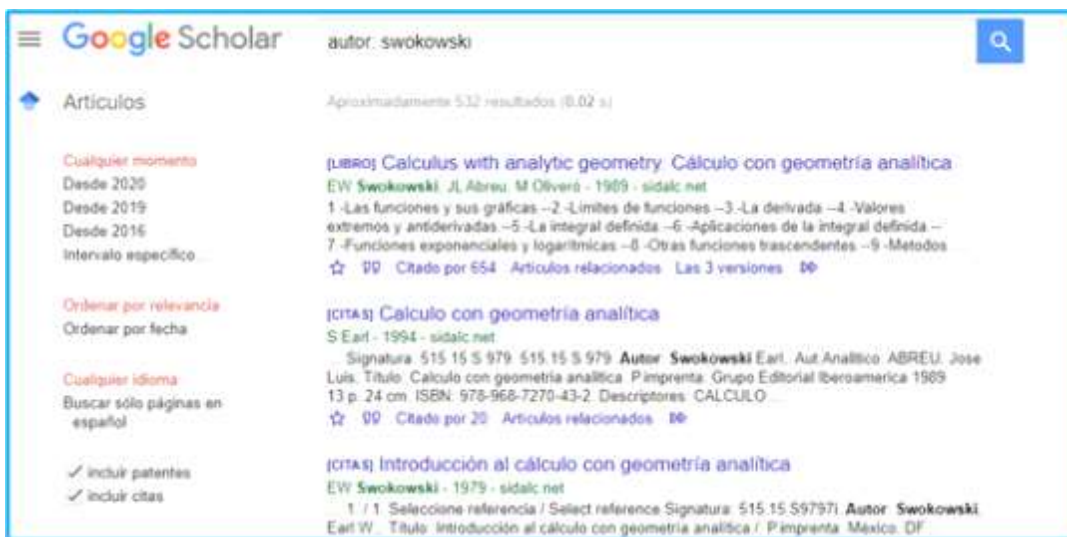 Google Scholar
autor: swokowski
Artículos
Aproximadamente 532 resultados (0.02 s)
Cualquier momento
Desde 2020
Desde 2019
Desde 2016
Intervalo específico...
Ordenar por relevancia
Ordenar por fecha
Cualquier idioma
Buscar sólo páginas en
español
incluir patentes
incluir citas
[LIBRO] Calculus with analytic geometry. Cálculo con geometría analítica
EW Swokowski, JL Abreu, M Oliveró - 1989 - sidalc.net
1.-Las funciones y sus gráficas --2.-Limites de funciones --3.-La derivada --4.-Valores
extremos y antiderivadas --5.-La integral definida --6.-Aplicaciones de la integral definida --
7.-Funciones exponenciales y logarítmicas --8.-Otras funciones trascendentes --9.-Metodos
Citado por 654 Artículos relacionados Las 3 versiones
[CITAS] Calculo con geometría analítica
S Earl - 1994 - sidalc.net
... Signatura: 515.15 S 979. 515.15 S 979. Autor: Swokowski Earl. Aut.Analítico: ABREU, Jose
Luis. Título: Calculo con geometría analítica. P.imprenta: Grupo Editorial Iberoamerica 1989
13 p. 24 cm. ISBN: 978-968-7270-43-2. Descriptores: CALCULO ...
Citado por 20 Artículos relacionados
[CITAS] Introducción al cálculo con geometría analítica
EW Swokowski - 1979 - sidalc.net
... 1 / 1. Seleccione referencia / Select reference Signatura: 515.15 S9797i. Autor: Swokowski,
Earl W.. Título: Introducción al cálculo con geometría analítica /. P.imprenta: México, DF